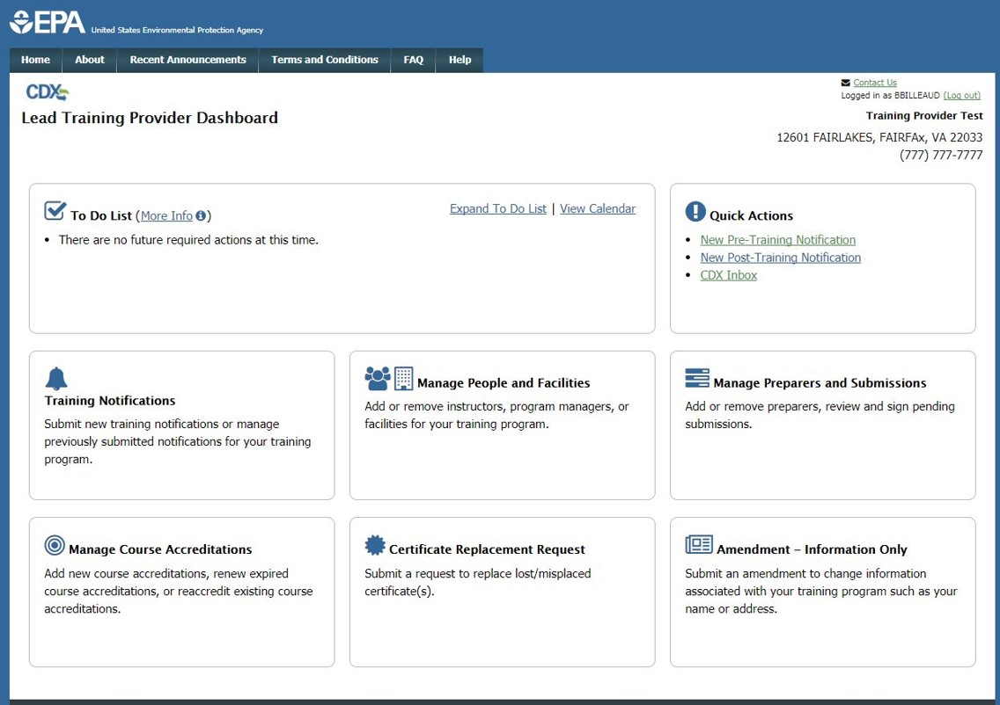 EPA United States Environmental Protection Agency
Home About Recent Announcements Terms and Conditions FAQ Help
CDX
Contact Us
Logged in as BBILLEAUD (Log out)
Lead Training Provider Dashboard
Training Provider Test
12601 FAIRLAKES, FAIRFAx, VA 22033
(777) 777-7777
To Do List (More Info i)
Expand To Do List | View Calendar
• There are no future required actions at this time.
Quick Actions
• New Pre-Training Notification
• New Post-Training Notification
• CDX Inbox
Training Notifications
Submit new training notifications or manage
previously submitted notifications for your training
program.
Manage People and Facilities
Add or remove instructors, program managers, or
facilities for your training program.
Manage Preparers and Submissions
Add or remove preparers, review and sign pending
submissions.
Manage Course Accreditations
Add new course accreditations, renew expired
course accreditations, or reaccredit existing course
accreditations.
Certificate Replacement Request
Submit a request to replace lost/misplaced
certificate(s).
Amendment – Information Only
Submit an amendment to change information
associated with your training program such as your
name or address.